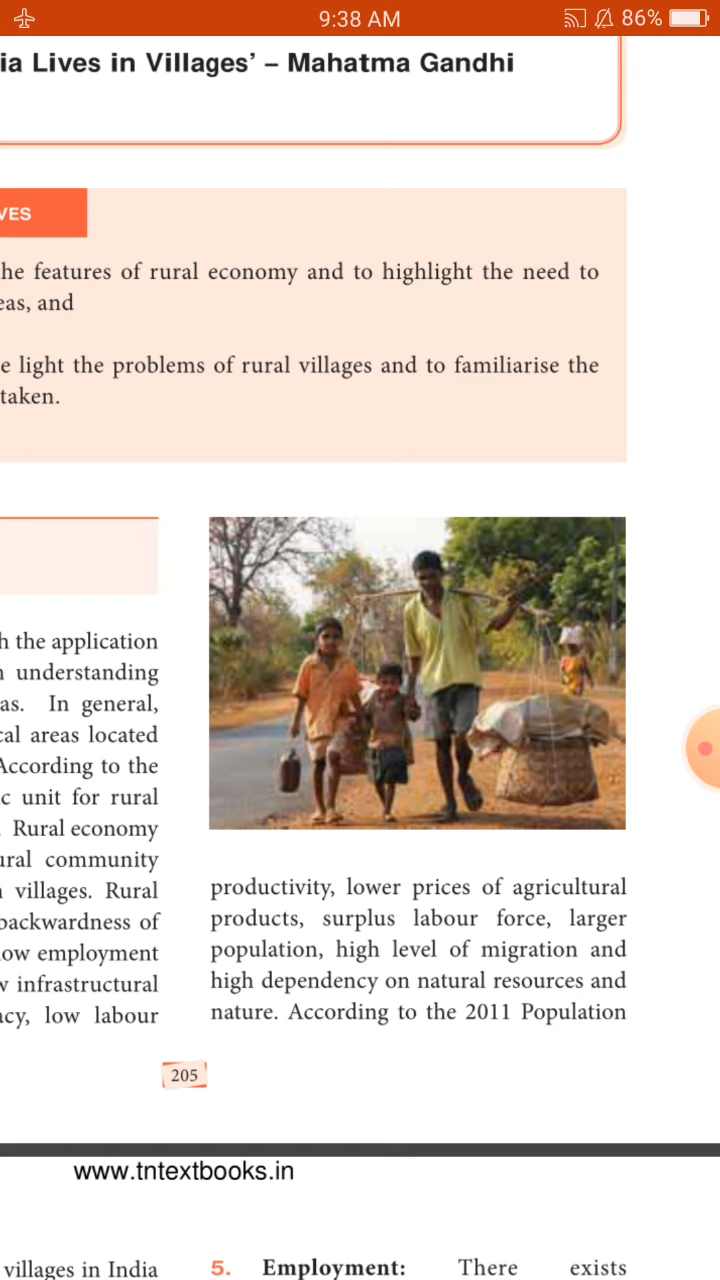 9:38 AM
86%
ia Lives in Villages’ – Mahatma Gandhi
VES
he features of rural economy and to highlight the need to
eas, and
e light the problems of rural villages and to familiarise the
taken.
h the application
n understanding
as. In general,
cal areas located
According to the
c unit for rural
. Rural economy
ural community
n villages. Rural
backwardness of
low employment
w infrastructural
acy, low labour
productivity, lower prices of agricultural
products, surplus labour force, larger
population, high level of migration and
high dependency on natural resources and
nature. According to the 2011 Population
205
www.tntextbooks.in
villages in India
5. Employment: There exists